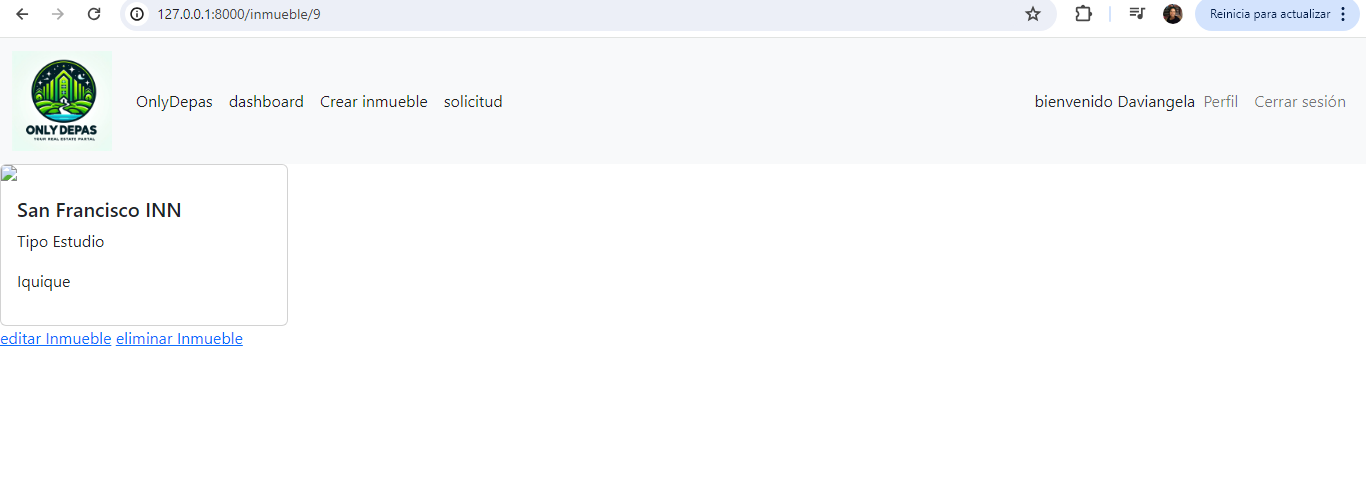 127.0.0.1:8000/inmueble/9
Reinicia para actualizar
ONLY DEPAS
YOUR REAL ESTATE PORTAL
OnlyDepas dashboard Crear inmueble solicitud
bienvenido Daviangela Perfil Cerrar sesión
San Francisco INN
Tipo Estudio
Iquique
editar Inmueble eliminar Inmueble